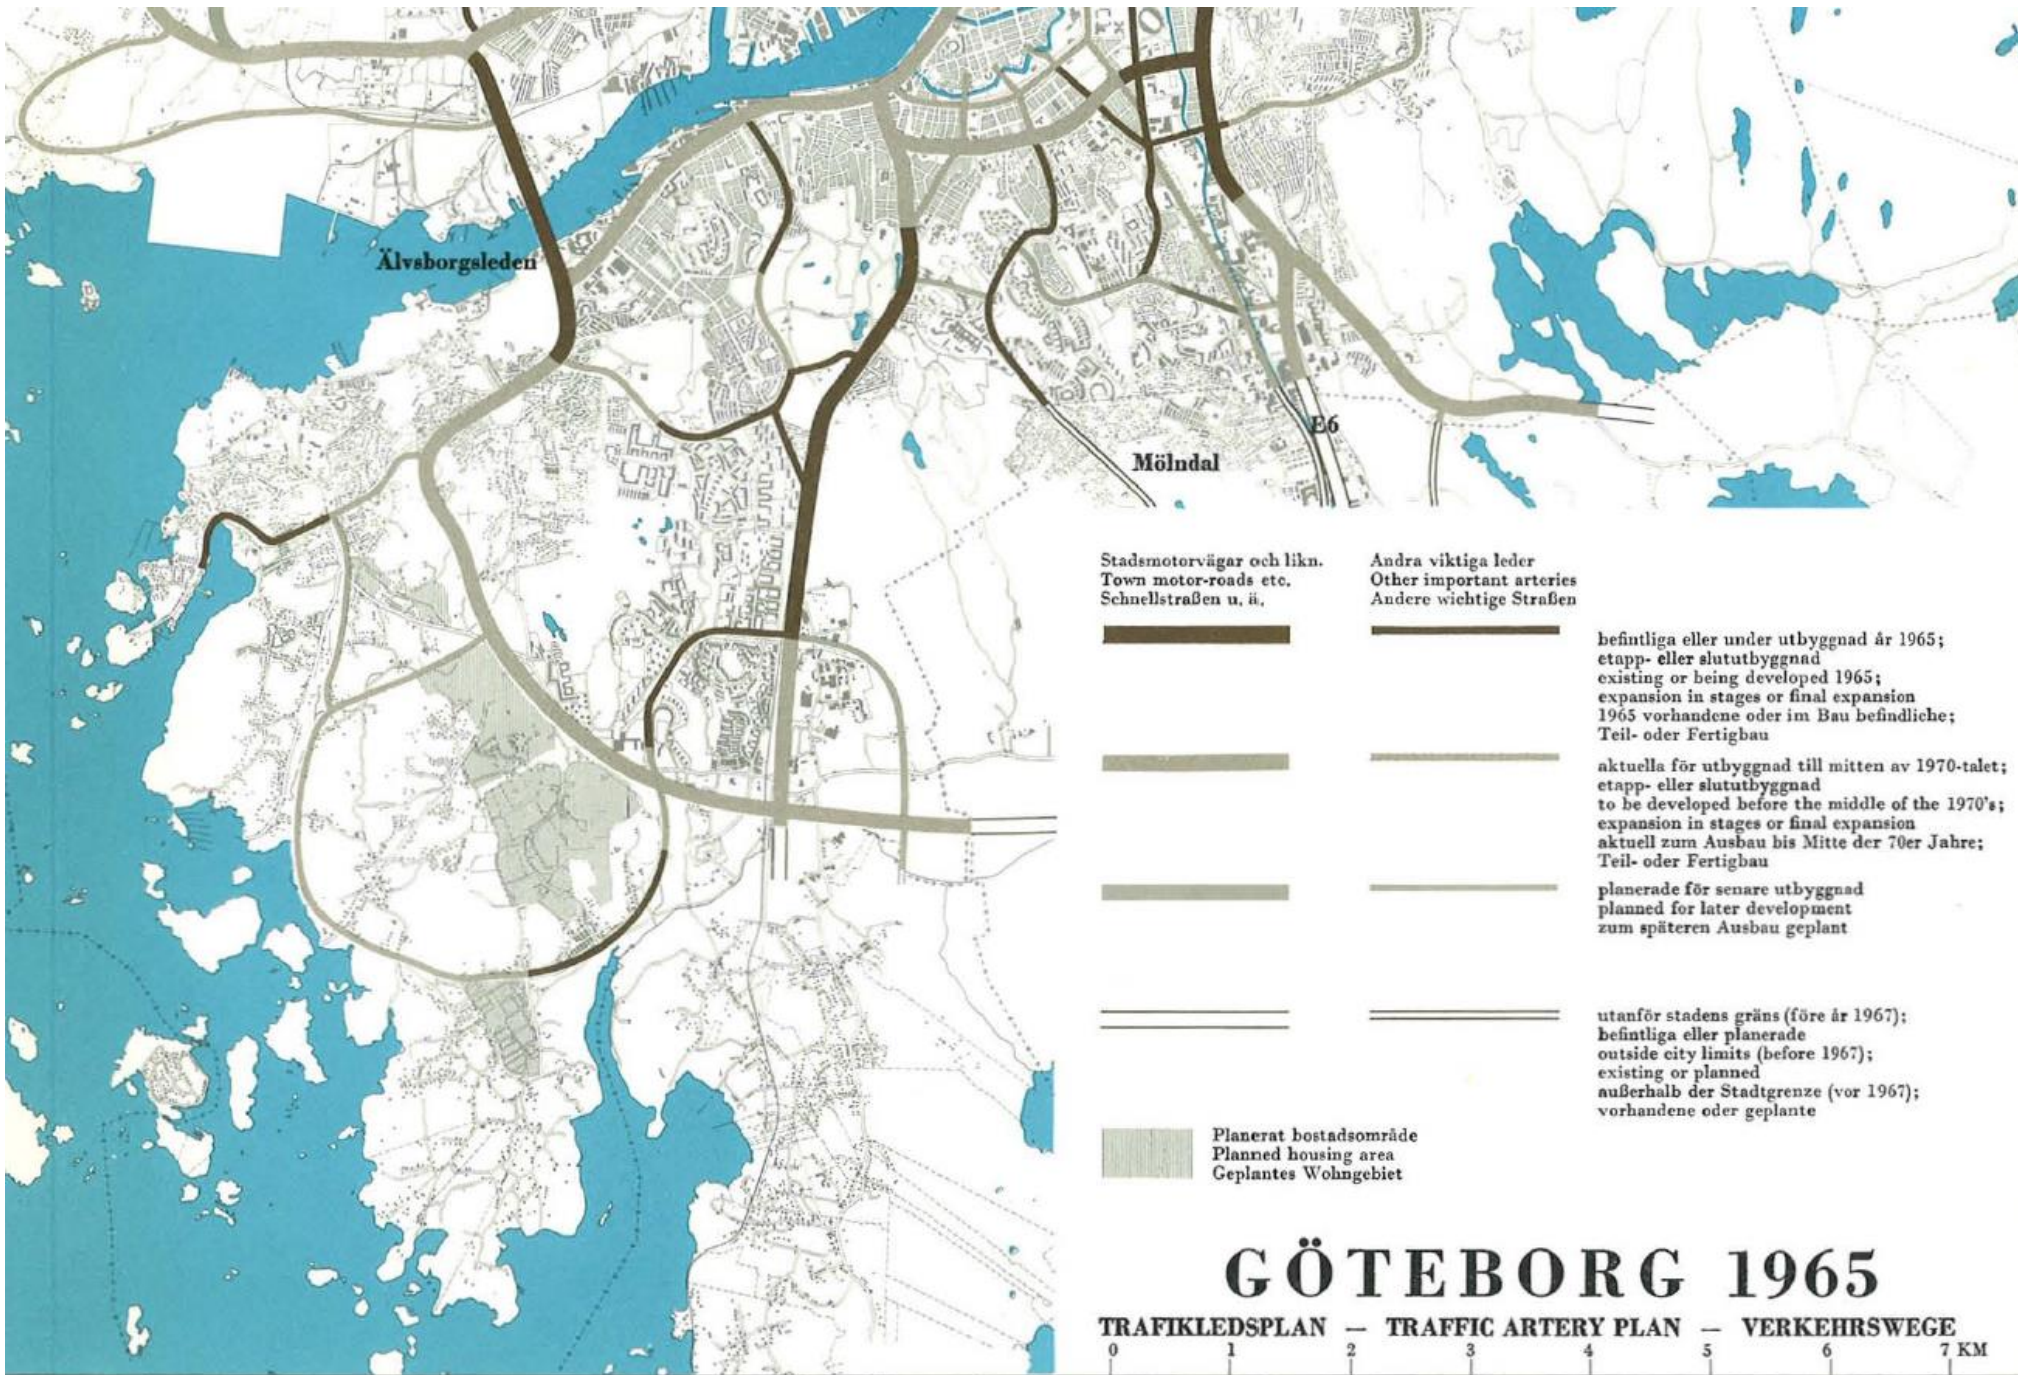 Älvsborgsleden
E6
Mölndal
Stadsmotorvägar och likn.
Town motor-roads etc.
Schnellstraßen u. ä.
Andra viktiga leder
Other important arteries
Andere wichtige Straßen
befintliga eller under utbyggnad år 1965;
etapp- eller slututbyggnad
existing or being developed 1965;
expansion in stages or final expansion
1965 vorhandene oder im Bau befindliche;
Teil- oder Fertigbau
aktuella för utbyggnad till mitten av 1970-talet;
etapp- eller slututbyggnad
to be developed before the middle of the 1970's;
expansion in stages or final expansion
aktuell zum Ausbau bis Mitte der 70er Jahre;
Teil- oder Fertigbau
planerade för senare utbyggnad
planned for later development
zum späteren Ausbau geplant
utanför stadens gräns (före år 1967);
befintliga eller planerade
outside city limits (before 1967);
existing or planned
außerhalb der Stadtgrenze (vor 1967);
vorhandene oder geplante
Planerat bostadsområde
Planned housing area
Geplantes Wohngebiet
GÖTEBORG 1965
TRAFIKLEDSPLAN — TRAFFIC ARTERY PLAN — VERKEHRSWEGE
0 1 2 3 4 5 6 7 KM